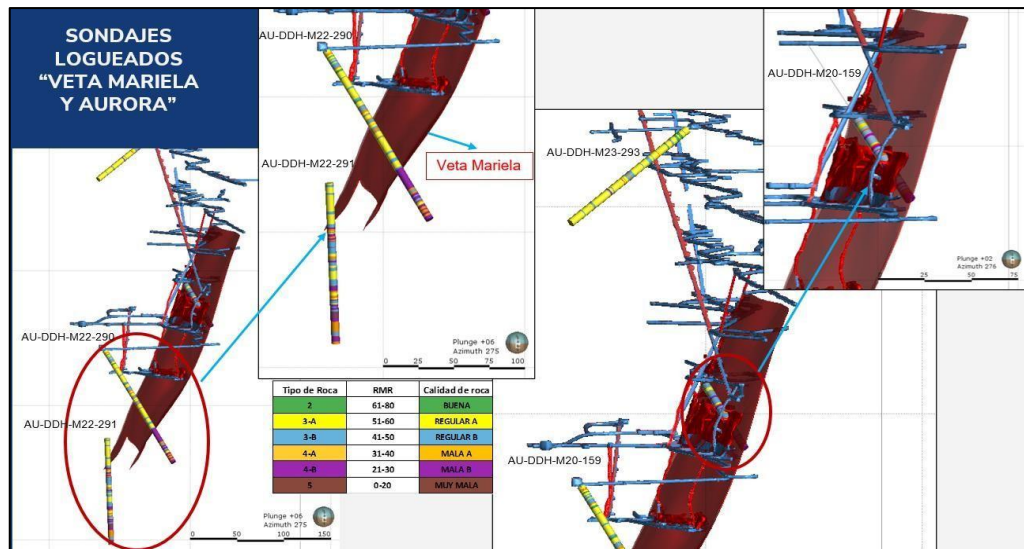 SONDAJES
LOGUEADOS
“VETA MARIELA
Y AURORA”
AU-DDH-M22-290
AU-DDH-M22-291
Plunge +06
Azimuth 275
0 50 100 150
AU-DDH-M22-290
AU-DDH-M22-291
Veta Mariela
Plunge +06
Azimuth 275
0 25 50 75 100
Tipo de Roca RMR Calidad de roca
2 61-80 BUENA
3-A 51-60 REGULAR A
3-B 41-50 REGULAR B
4-A 31-40 MALA A
4-B 21-30 MALA B
5 0-20 MUY MALA
AU-DDH-M23-293
AU-DDH-M20-159
AU-DDH-M20-159
Plunge +02
Azimuth 276
25 50 75